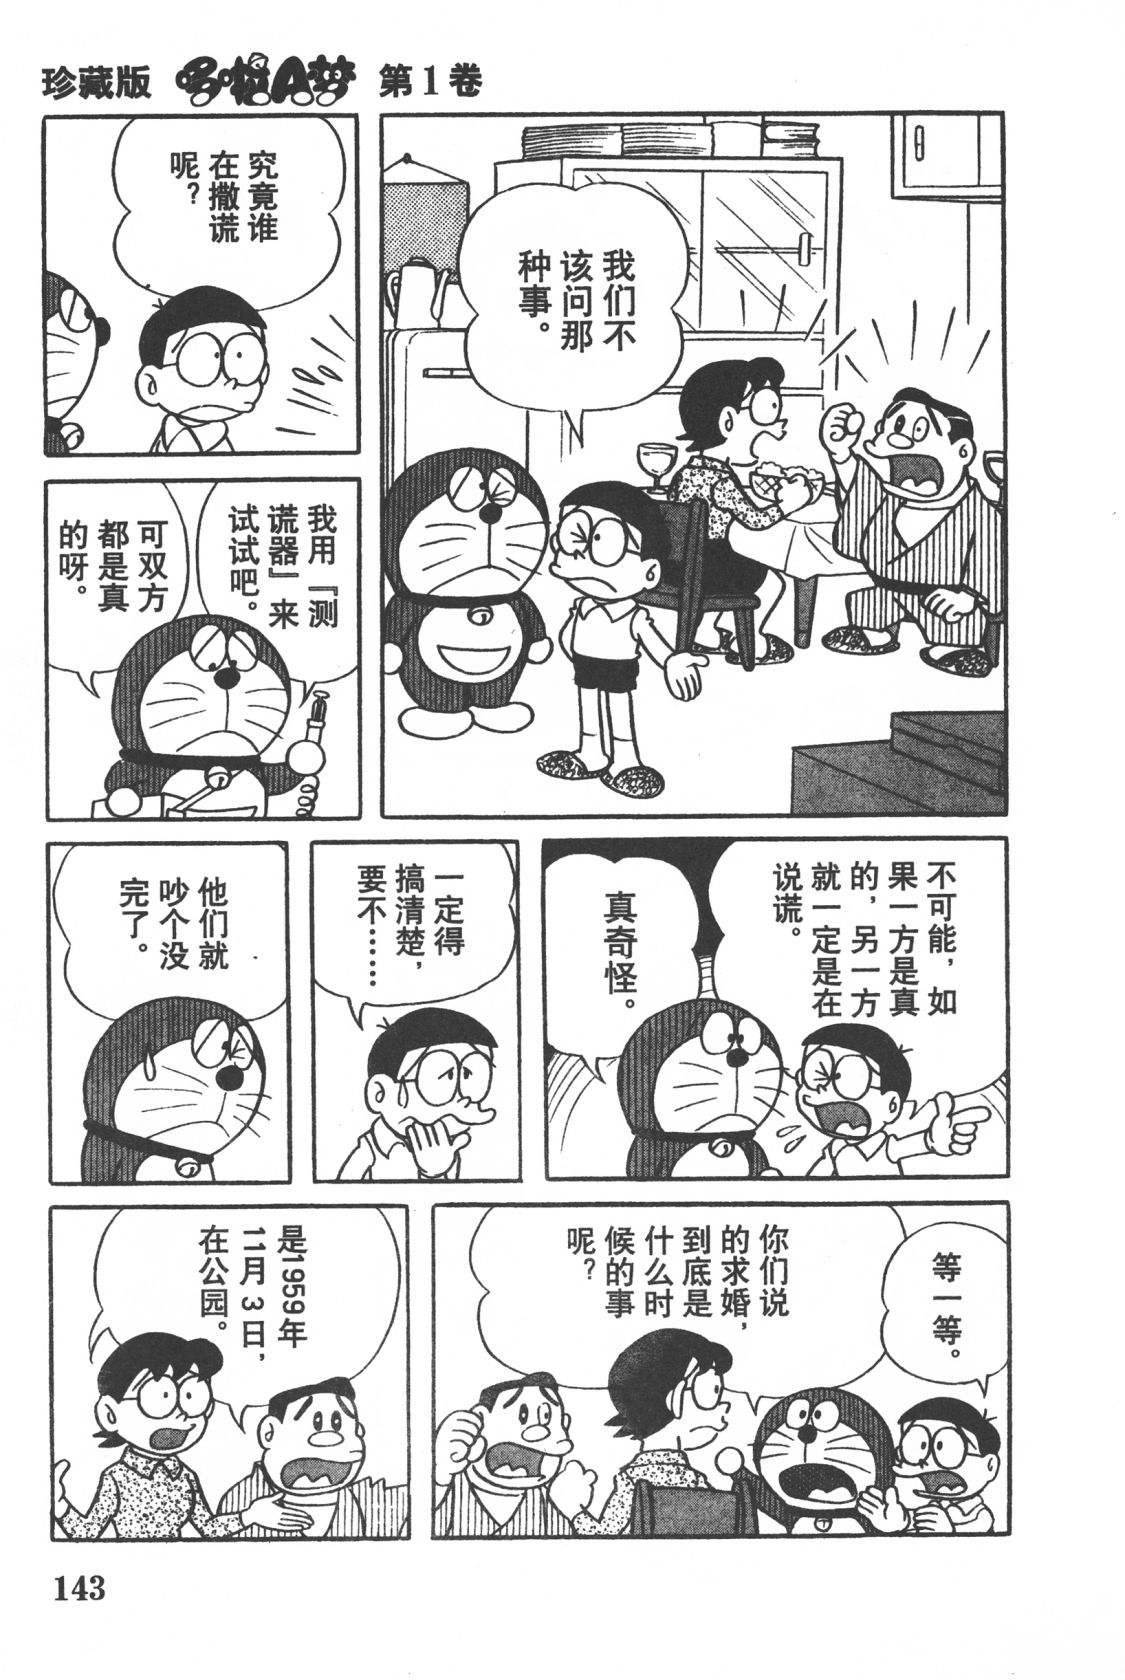 珍藏版 哆啦A梦 第1卷
我们不
该问那
种事。
究竟谁
在撒谎
呢？
我用『测
谎器』来
试试吧。
可双方
都是真
的呀。
不可能，如
果一方是真
的，另一方
就一定是在
说谎。
真奇怪。
一定得
搞清楚，
要不……
他们就
吵个没
完了。
等一等。
你们说
的求婚，
到底是
什么时
候的事
呢？
是1959年
11月3日，
在公园。
143